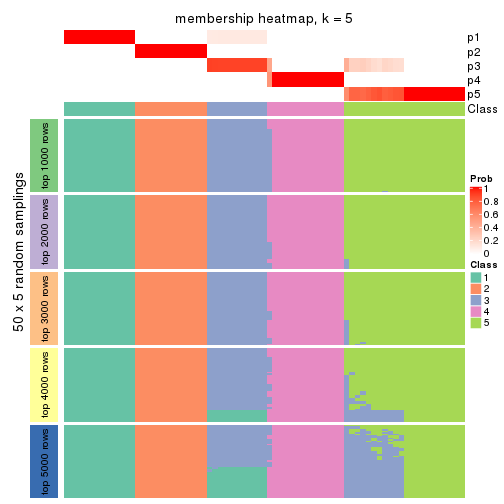 membership heatmap, k = 5
p1
p2
p3
p4
p5
Class
50 x 5 random samplings
top 1000 rows
top 2000 rows
top 3000 rows
top 4000 rows
top 5000 rows
Prob
1
0.8
0.6
0.4
0.2
0
Class
1
2
3
4
5